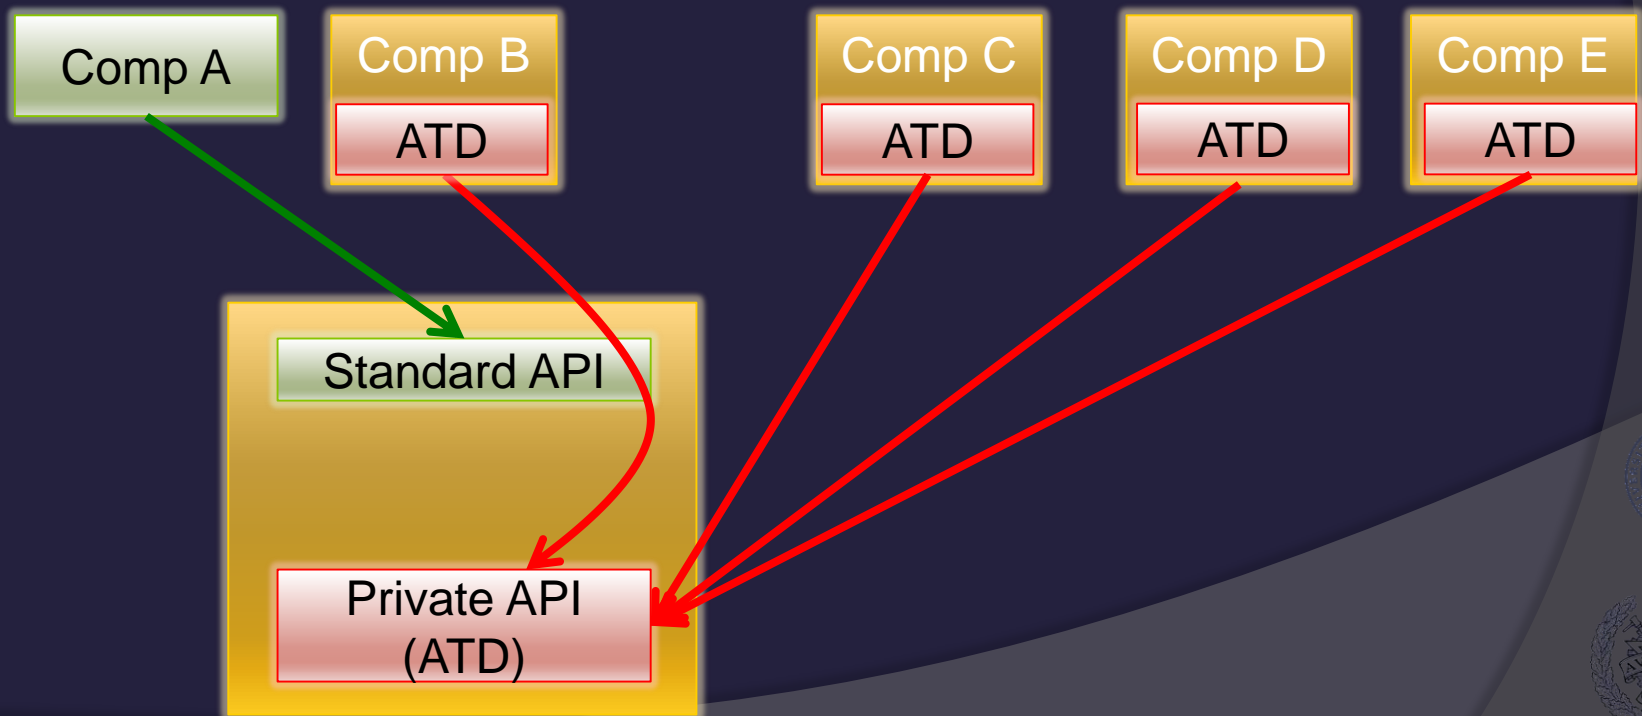 Comp A
Comp B
ATD
Comp C
ATD
Comp D
ATD
Comp E
ATD
Standard API
Private API
(ATD)